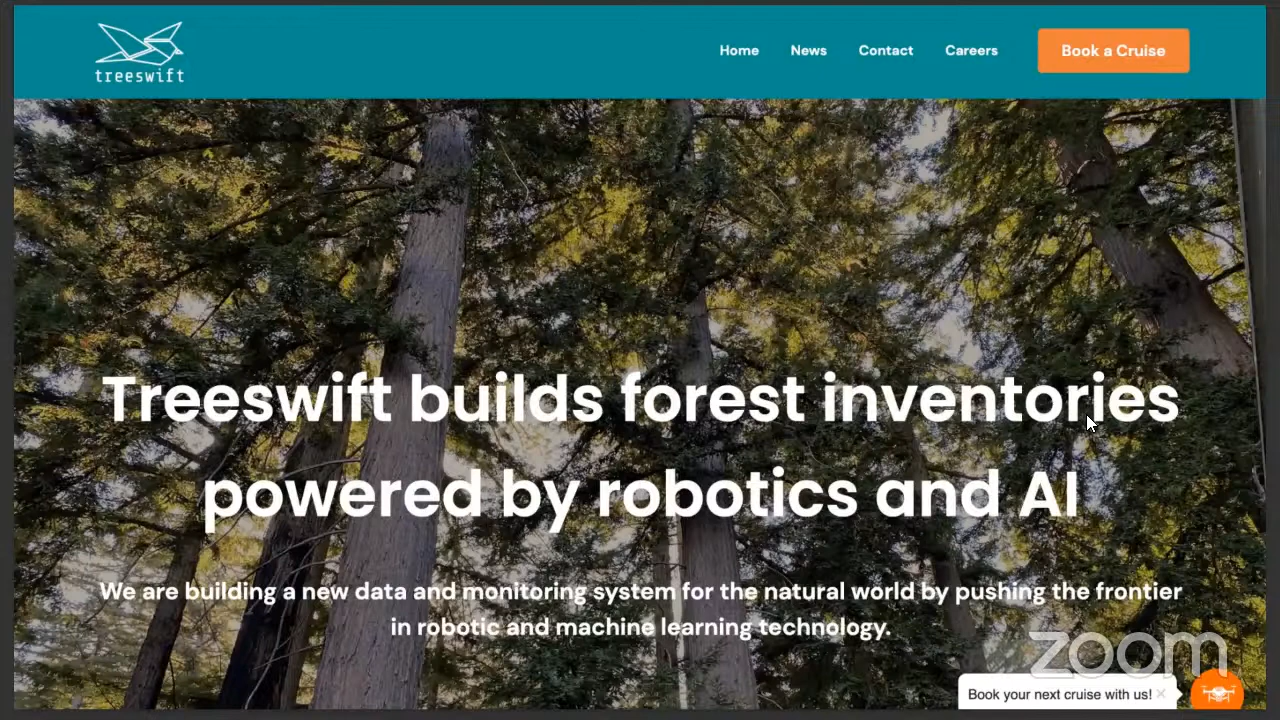 treeswift
Home News Contact Careers Book a Cruise
Treeswift builds forest inventories
powered by robotics and AI
We are building a new data and monitoring system for the natural world by pushing the frontier
in robotic and machine learning technology.
zoom
Book your next cruise with us! ×